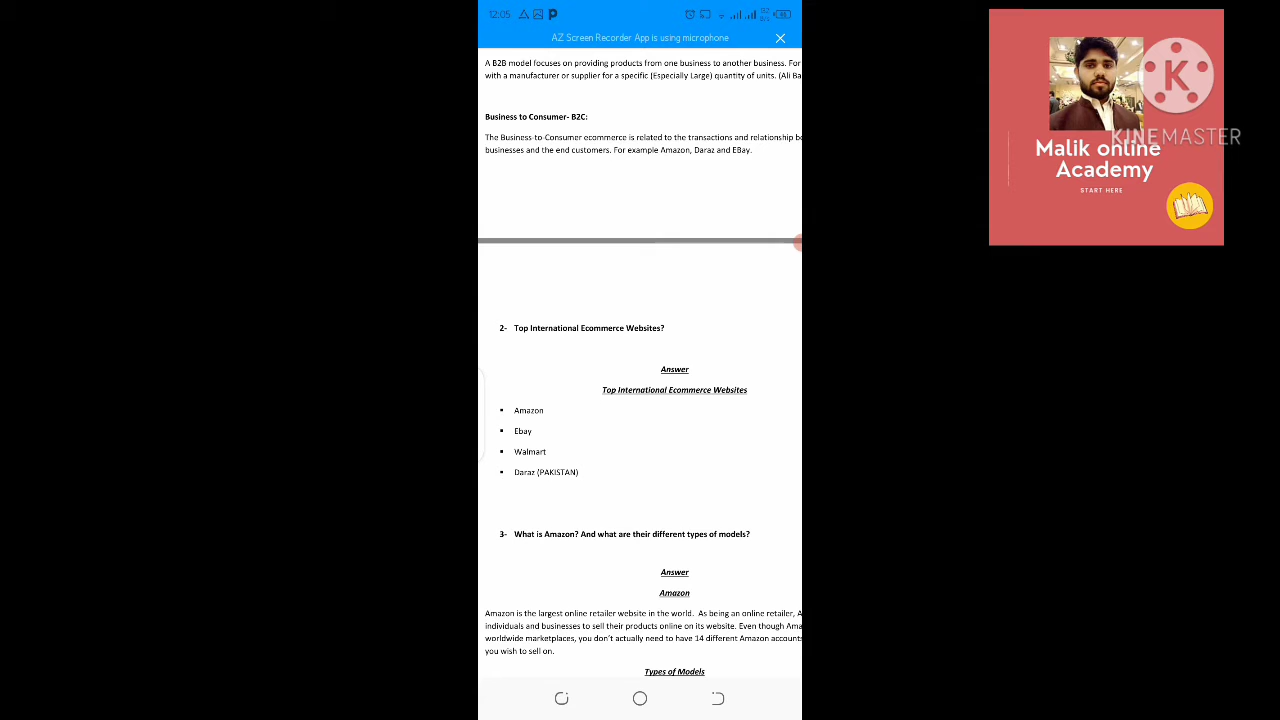 12:05
AZ Screen Recorder App is using microphone
A B2B model focuses on providing products from one business to another business. For
with a manufacturer or supplier for a specific (Especially Large) quantity of units. (Ali Ba
Business to Consumer- B2C:
The Business-to-Consumer ecommerce is related to the transactions and relationship be
businesses and the end customers. For example Amazon, Daraz and EBay.
2- Top International Ecommerce Websites?
Answer
Top International Ecommerce Websites
▪ Amazon
▪ Ebay
▪ Walmart
▪ Daraz (PAKISTAN)
3- What is Amazon? And what are their different types of models?
Answer
Amazon
Amazon is the largest online retailer website in the world. As being an online retailer, A
individuals and businesses to sell their products online on its website. Even though Ama
worldwide marketplaces, you don't actually need to have 14 different Amazon accounts
you wish to sell on.
Types of Models
K
KINEMASTER
Malik online
Academy
START HERE